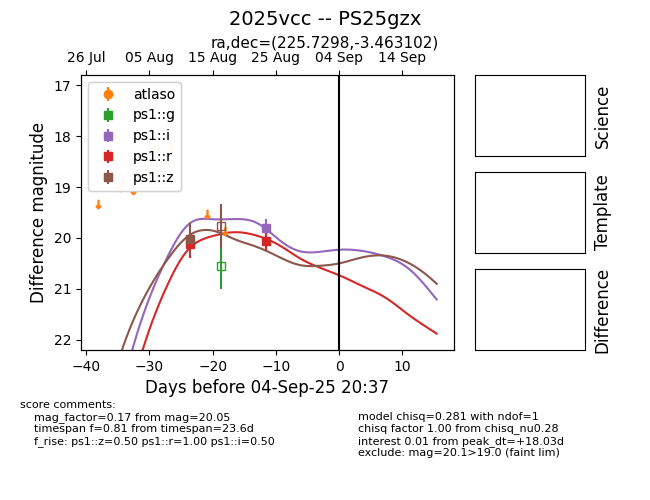 2025vcc -- PS25gzx
ra,dec=(225.7298,-3.463102)
26 Jul 05 Aug 15 Aug 25 Aug 04 Sep 14 Sep
17
18
19
20
21
22
Difference magnitude
atlaso
ps1::g
ps1::i
ps1::r
ps1::z
−40 −30 −20 −10 0 10
Days before 04-Sep-25 20:37
Science
Template
Difference
score comments:
mag_factor=0.17 from mag=20.05
timespan f=0.81 from timespan=23.6d
f_rise: ps1::z=0.50 ps1::r=1.00 ps1::i=0.50
model chisq=0.281 with ndof=1
chisq factor 1.00 from chisq_nu0.28
interest 0.01 from peak_dt=+18.03d
exclude: mag=20.1>19.0 (faint lim)